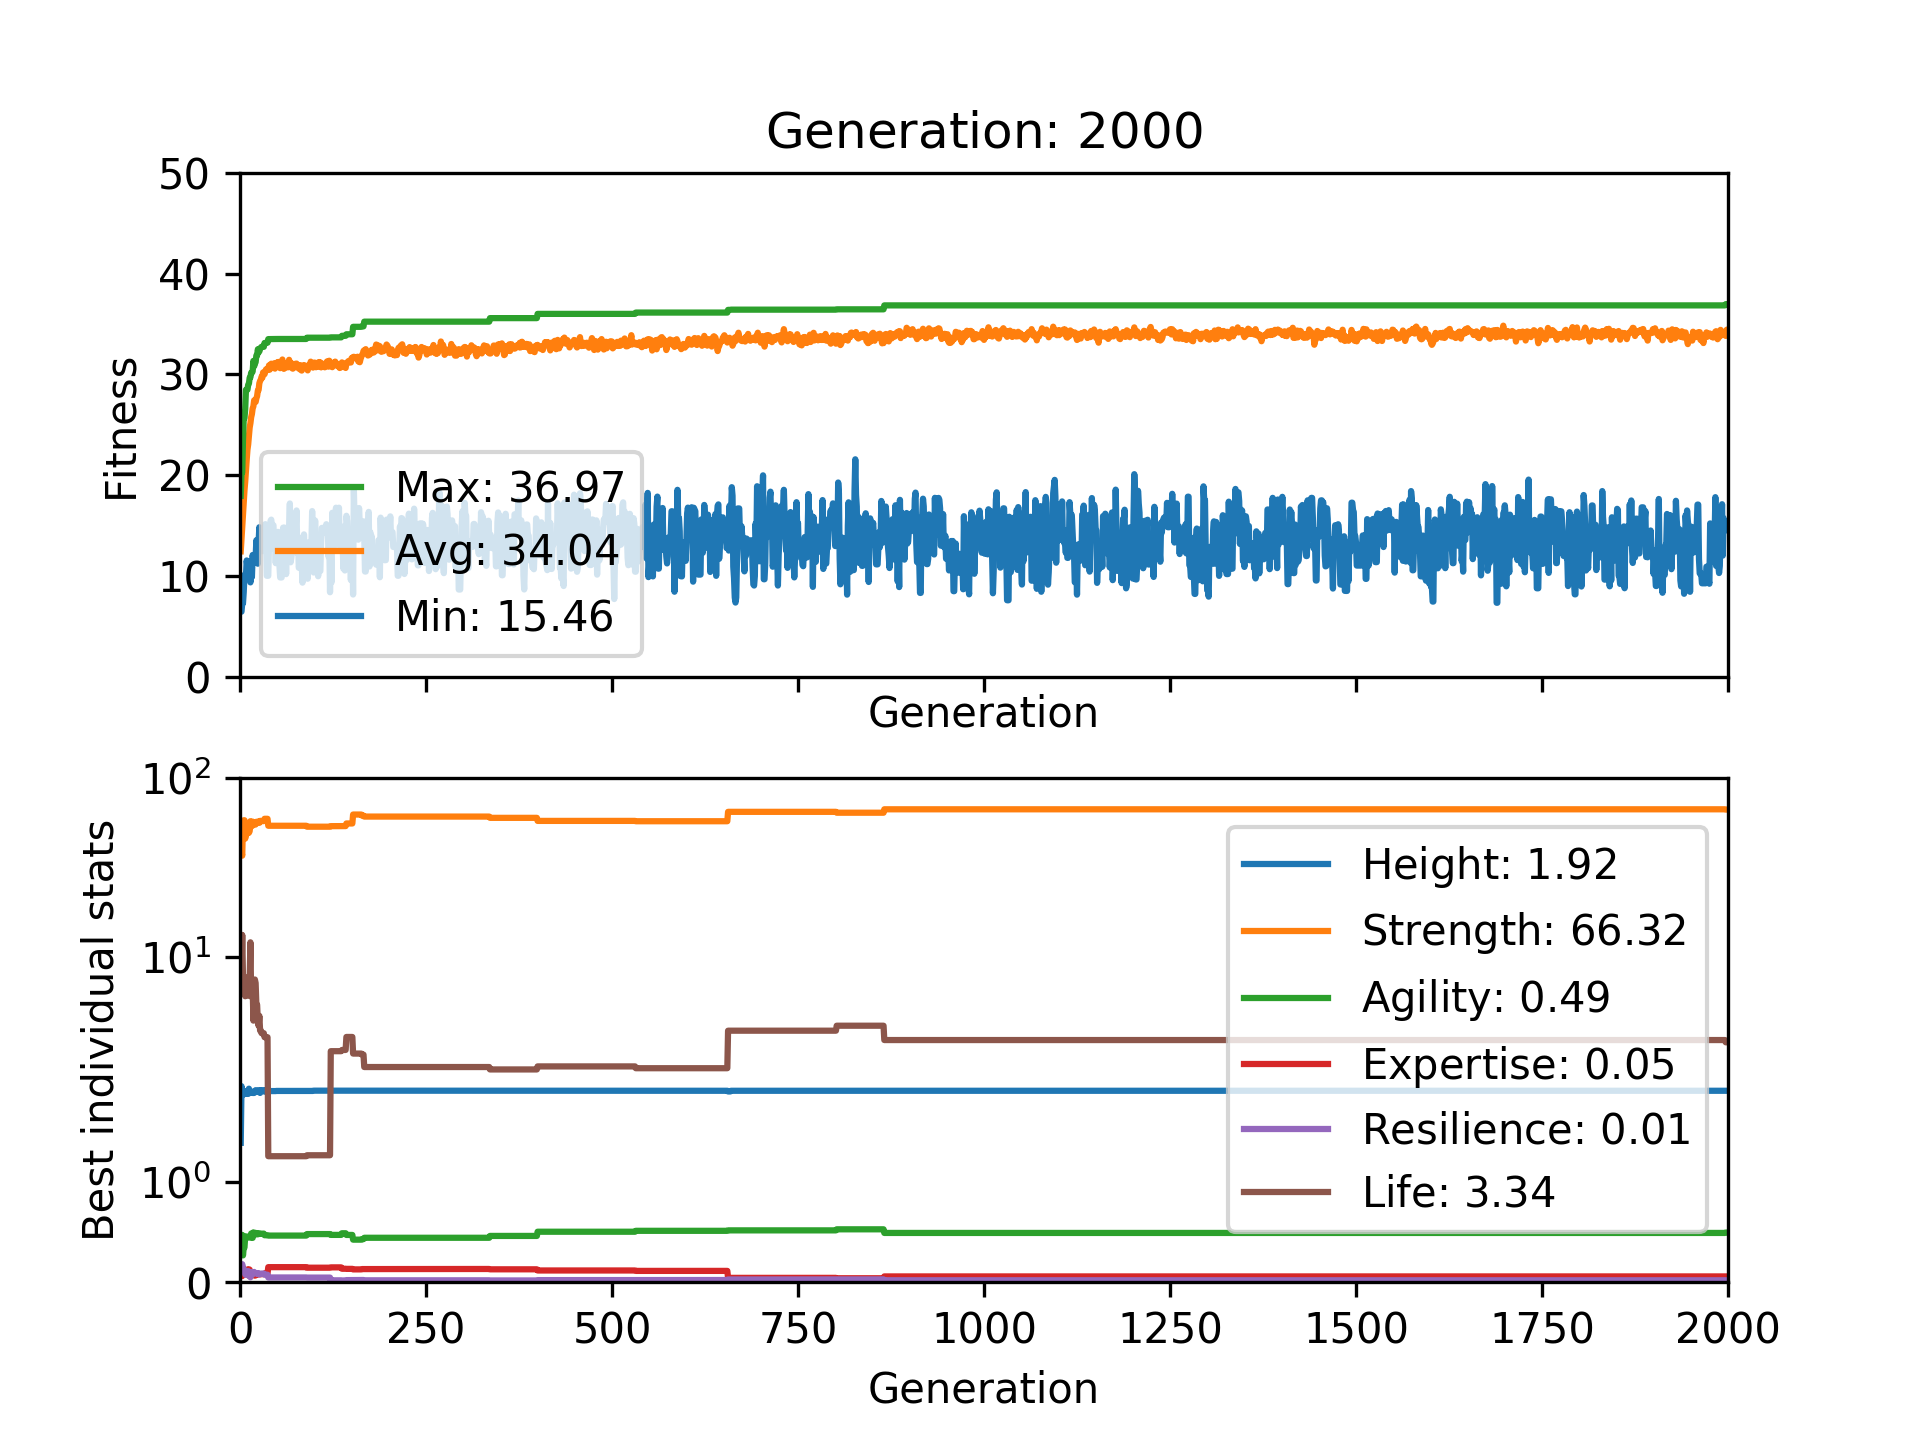 Generation: 2000
50
40
30
20
10
0
Fitness
Max: 36.97
Avg: 34.04
Min: 15.46
Generation
10²
10¹
10⁰
0
Best individual stats
Height: 1.92
Strength: 66.32
Agility: 0.49
Expertise: 0.05
Resilience: 0.01
Life: 3.34
0 250 500 750 1000 1250 1500 1750 2000
Generation